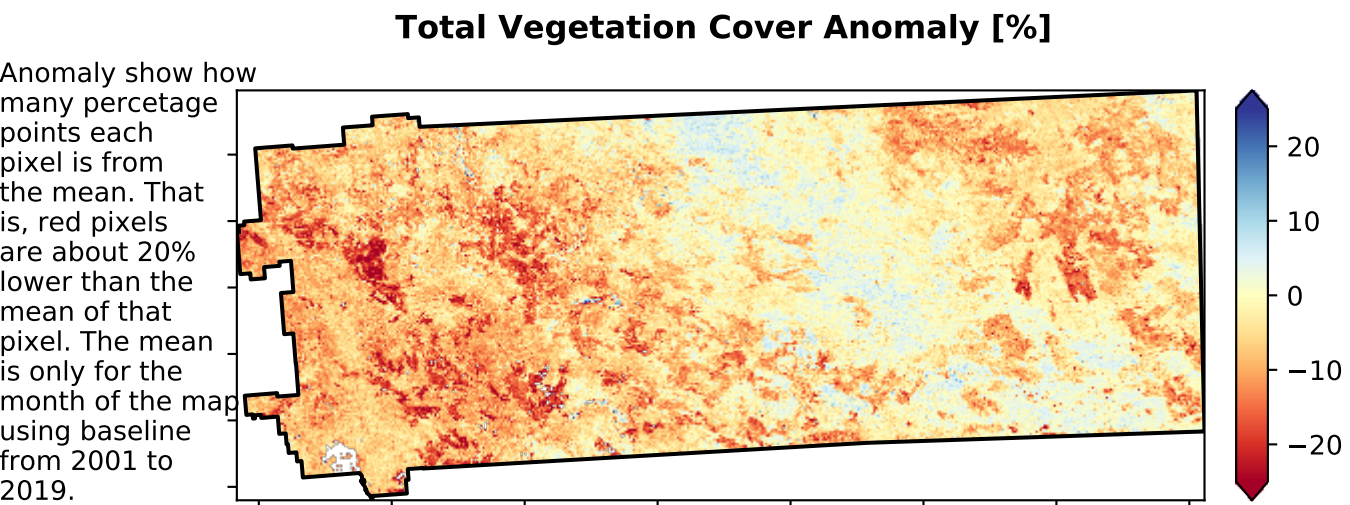 Total Vegetation Cover Anomaly [%]
Anomaly show how
many percetage
points each
pixel is from
the mean. That
is, red pixels
are about 20%
lower than the
mean of that
pixel. The mean
is only for the
month of the map
using baseline
from 2001 to
2019.
20
10
0
−10
−20